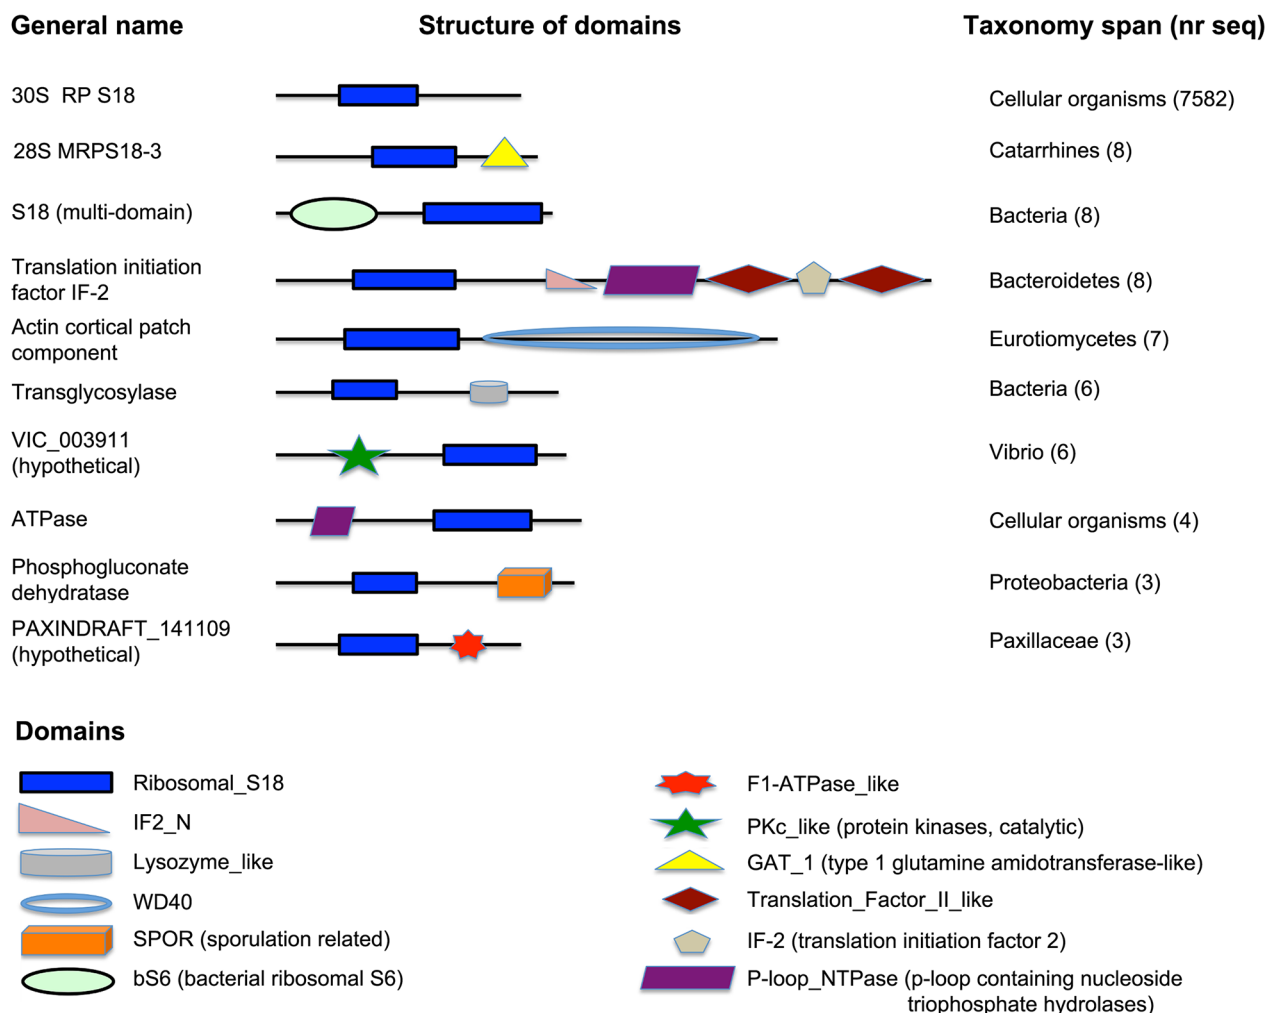 General name Structure of domains Taxonomy span (nr seq)
30S RP S18 Cellular organisms (7582)
28S MRPS18-3 Catarrhines (8)
S18 (multi-domain) Bacteria (8)
Translation initiation
factor IF-2 Bacteroidetes (8)
Actin cortical patch
component Eurotiomycetes (7)
Transglycosylase Bacteria (6)
VIC_003911
(hypothetical) Vibrio (6)
ATPase Cellular organisms (4)
Phosphogluconate
dehydratase Proteobacteria (3)
PAXINDRAFT_141109
(hypothetical) Paxillaceae (3)
Domains
Ribosomal_S18
IF2_N
Lysozyme_like
WD40
SPOR (sporulation related)
bS6 (bacterial ribosomal S6)
F1-ATPase_like
PKc_like (protein kinases, catalytic)
GAT_1 (type 1 glutamine amidotransferase-like)
Translation_Factor_II_like
IF-2 (translation initiation factor 2)
P-loop_NTPase (p-loop containing nucleoside
triophosphate hydrolases)